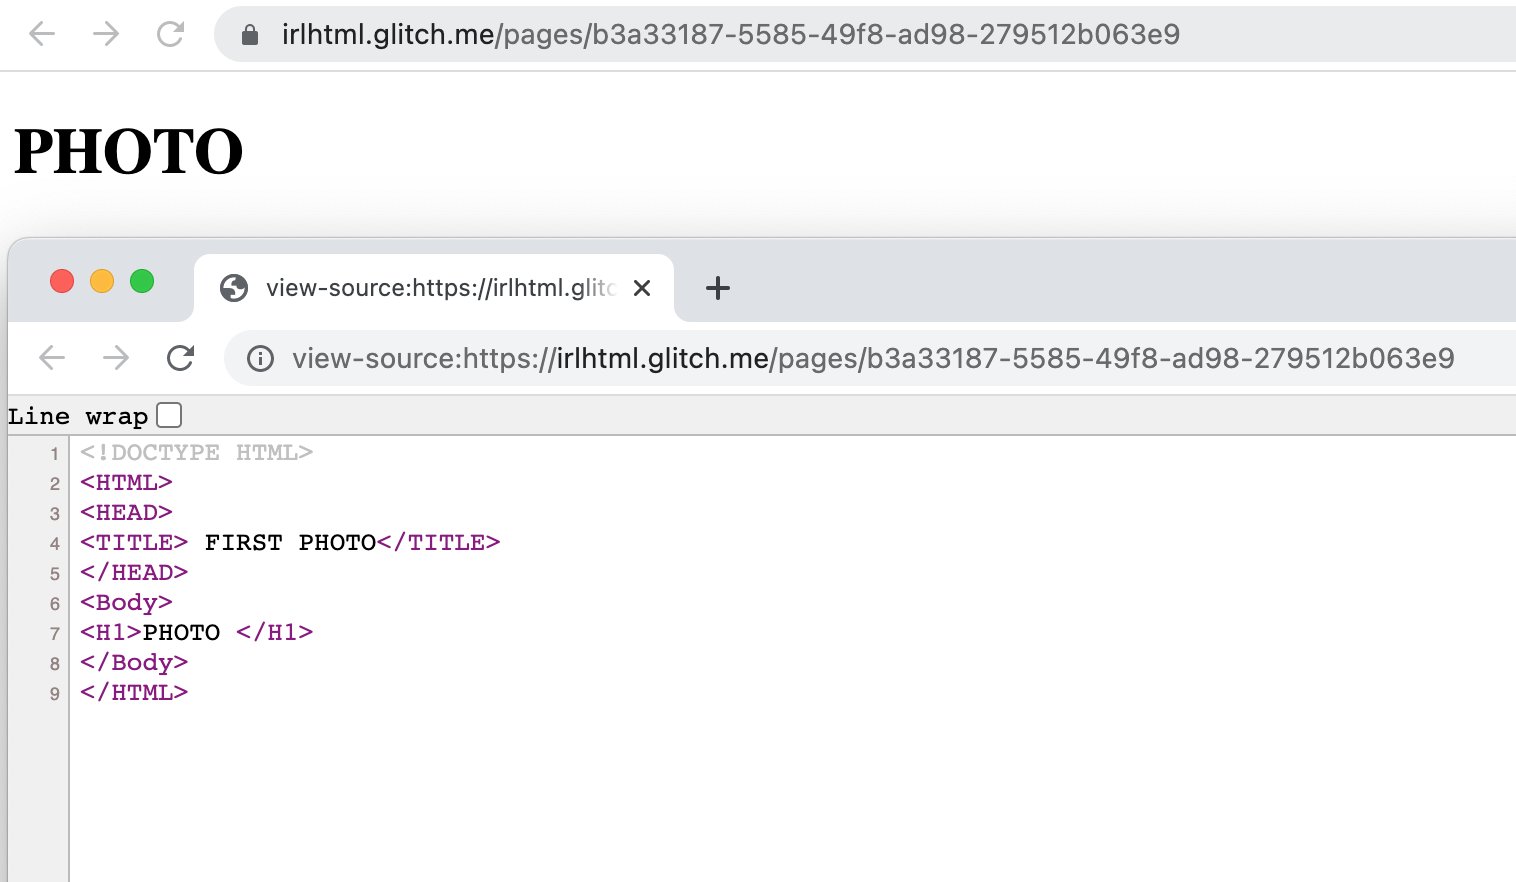 irlhtml.glitch.me/pages/b3a33187-5585-49f8-ad98-279512b063e9
PHOTO
view-source:https://irlhtml.glitc
view-source:https://irlhtml.glitch.me/pages/b3a33187-5585-49f8-ad98-279512b063e9
Line wrap
1 <!DOCTYPE HTML>
2 <HTML>
3 <HEAD>
4 <TITLE> FIRST PHOTO</TITLE>
5 </HEAD>
6 <Body>
7 <H1>PHOTO </H1>
8 </Body>
9 </HTML>